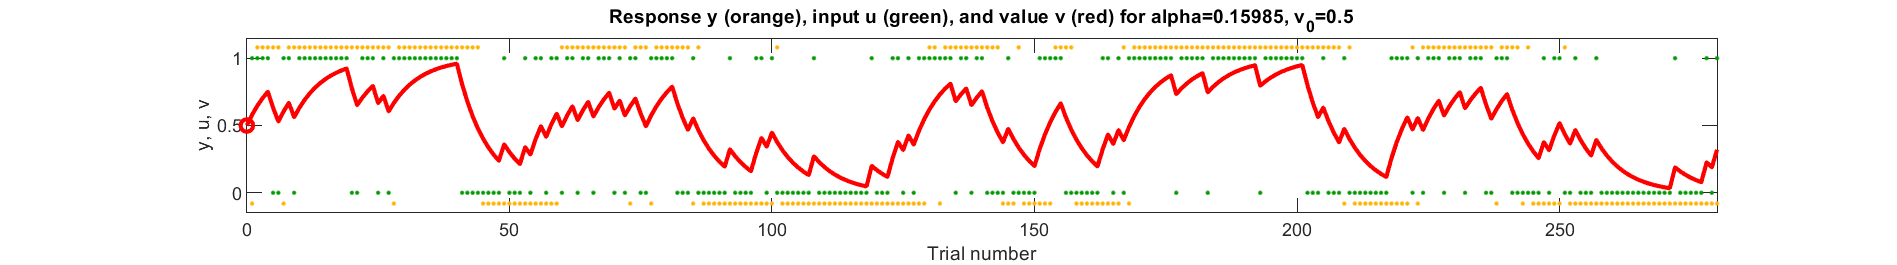 Response y (orange), input u (green), and value v (red) for alpha=0.15985, v0=0.5
y, u, v
1
0.5
0
0 50 100 150 200 250
Trial number